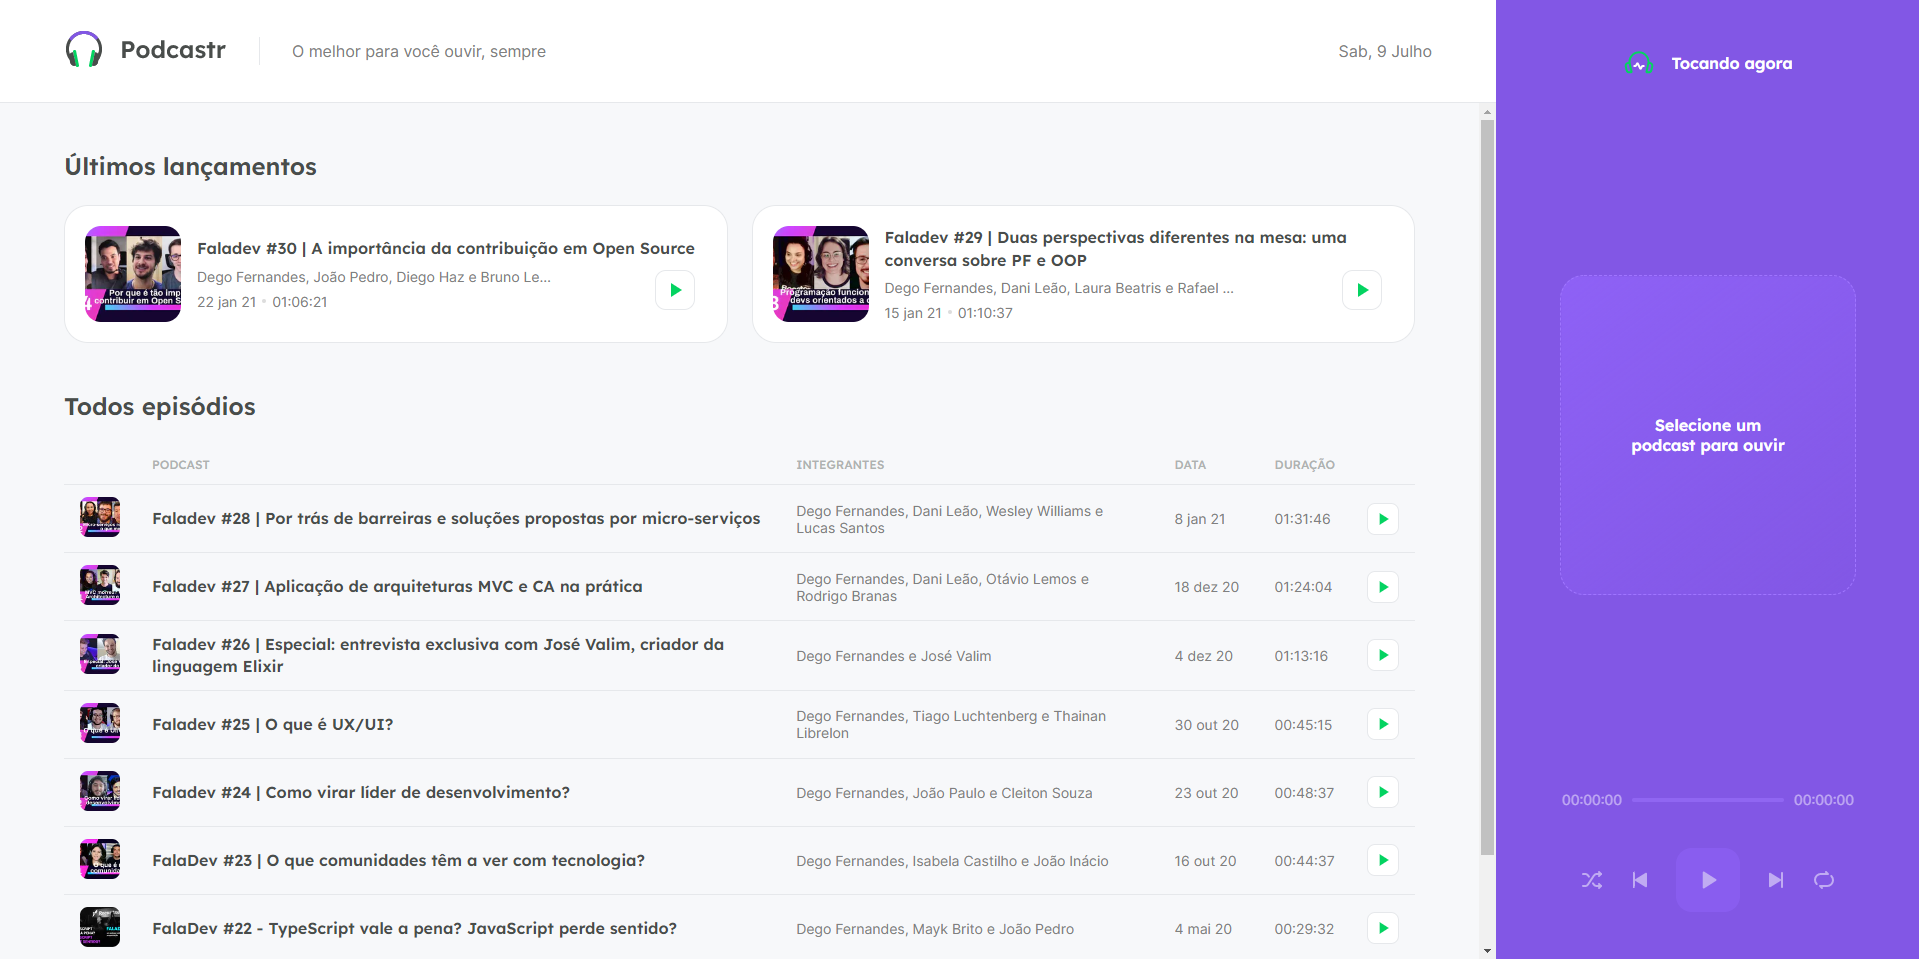 Podcastr
O melhor para você ouvir, sempre
Sab, 9 Julho
Tocando agora
Últimos lançamentos
Faladev #30 | A importância da contribuição em Open Source
Dego Fernandes, João Pedro, Diego Haz e Bruno Le...
22 jan 21 • 01:06:21
Por que é tão imp
contribuir em Open S
Faladev #29 | Duas perspectivas diferentes na mesa: uma
conversa sobre PF e OOP
Dego Fernandes, Dani Leão, Laura Beatris e Rafael ...
15 jan 21 • 01:10:37
Programação funcion
devs orientados a o
Selecione um
podcast para ouvir
Todos episódios
PODCAST INTEGRANTES DATA DURAÇÃO
Faladev #28 | Por trás de barreiras e soluções propostas por micro-serviços
Dego Fernandes, Dani Leão, Wesley Williams e
Lucas Santos
8 jan 21
01:31:46
Faladev #27 | Aplicação de arquiteturas MVC e CA na prática
Dego Fernandes, Dani Leão, Otávio Lemos e
Rodrigo Branas
18 dez 20
01:24:04
Faladev #26 | Especial: entrevista exclusiva com José Valim, criador da
linguagem Elixir
Dego Fernandes e José Valim
4 dez 20
01:13:16
Faladev #25 | O que é UX/UI?
Dego Fernandes, Tiago Luchtenberg e Thainan
Librelon
30 out 20
00:45:15
Faladev #24 | Como virar líder de desenvolvimento?
Dego Fernandes, João Paulo e Cleiton Souza
23 out 20
00:48:37
FalaDev #23 | O que comunidades têm a ver com tecnologia?
Dego Fernandes, Isabela Castilho e João Inácio
16 out 20
00:44:37
FalaDev #22 - TypeScript vale a pena? JavaScript perde sentido?
Dego Fernandes, Mayk Brito e João Pedro
4 mai 20
00:29:32
00:00:00
00:00:00